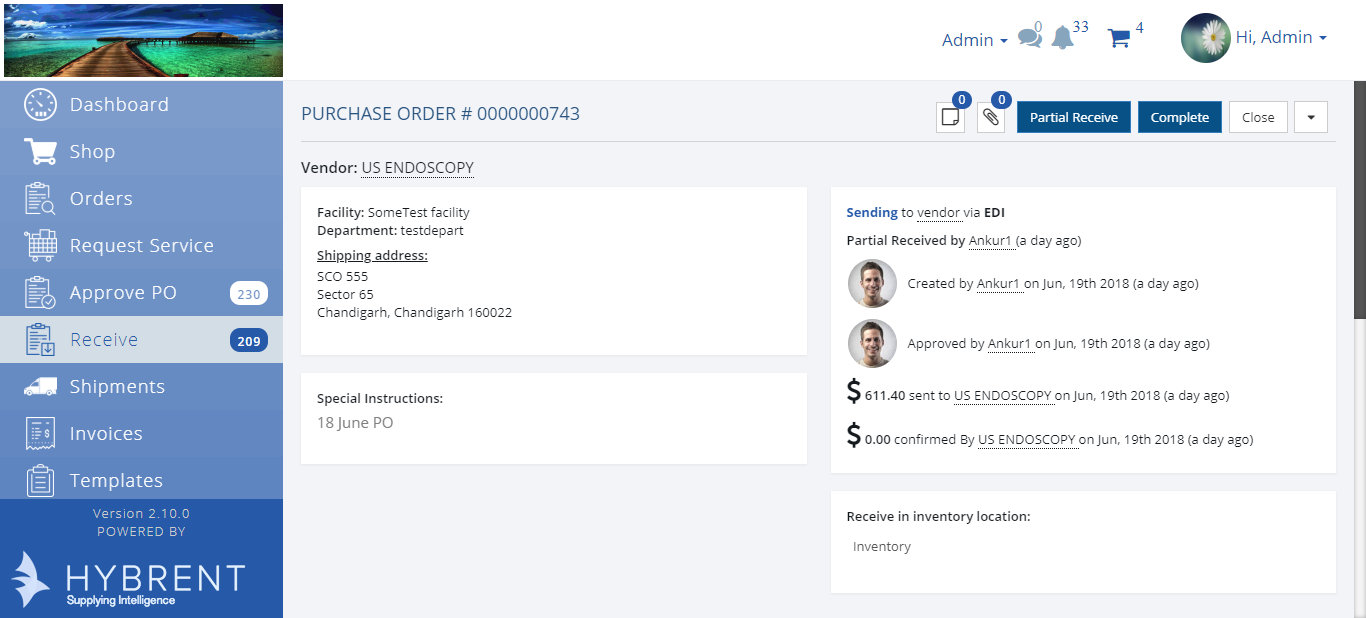 Admin
0
33
4
Hi, Admin
Dashboard
Shop
Orders
Request Service
Approve PO 230
Receive 209
Shipments
Invoices
Templates
Version 2.10.0
POWERED BY
HYBRENT
Supplying Intelligence
PURCHASE ORDER # 0000000743
0
0
Partial Receive
Complete
Close
Vendor: US ENDOSCOPY
Facility: SomeTest facility
Department: testdepart
Shipping address:
SCO 555
Sector 65
Chandigarh, Chandigarh 160022
Special Instructions:
18 June PO
Sending to vendor via EDI
Partial Received by Ankur1 (a day ago)
Created by Ankur1 on Jun, 19th 2018 (a day ago)
Approved by Ankur1 on Jun, 19th 2018 (a day ago)
$ 611.40 sent to US ENDOSCOPY on Jun, 19th 2018 (a day ago)
$ 0.00 confirmed By US ENDOSCOPY on Jun, 19th 2018 (a day ago)
Receive in inventory location:
Inventory